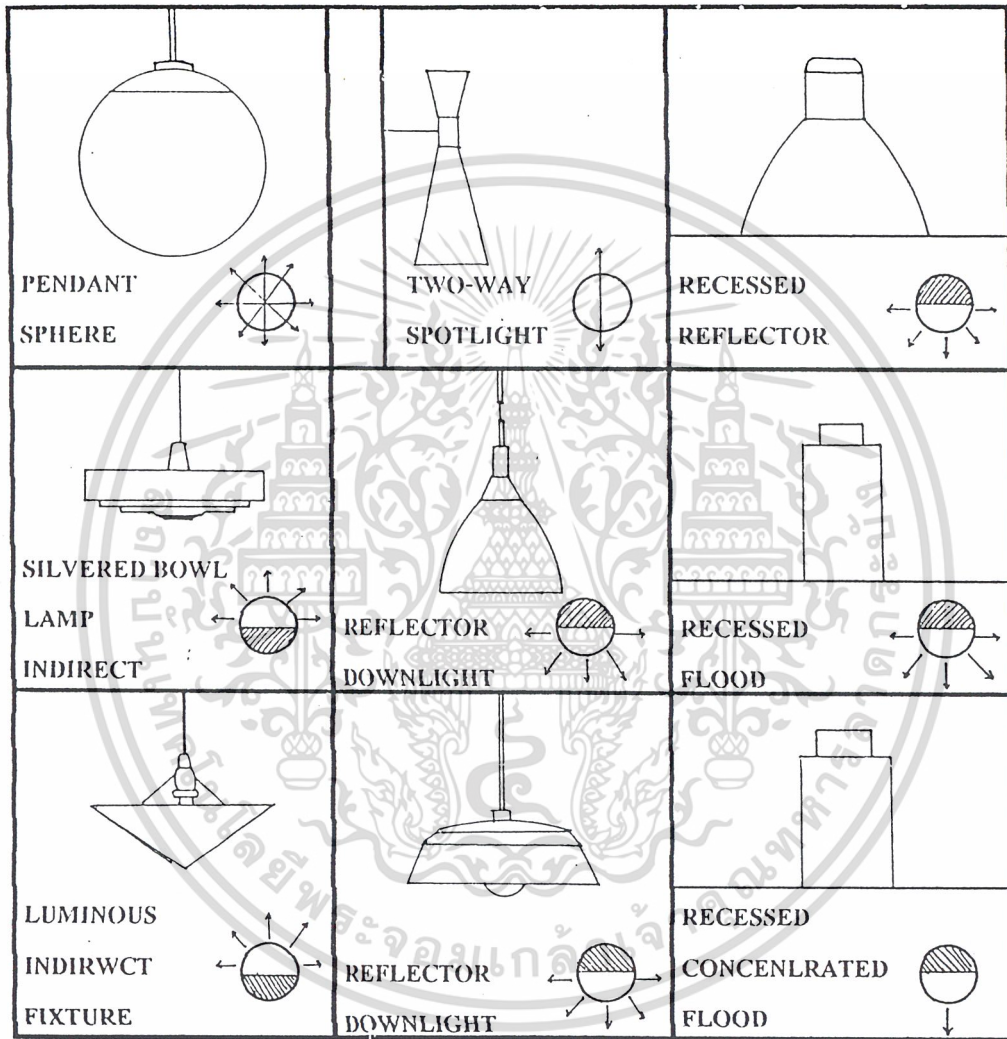 PENDANT
SPHERE
TWO-WAY
SPOTLIGHT
RECESSED
REFLECTOR
SILVERED BOWL
LAMP
INDIRECT
REFLECTOR
DOWNLIGHT
RECESSED
FLOOD
LUMINOUS
INDIRWCT
FIXTURE
REFLECTOR
DOWNLIGHT
RECESSED
CONCENLRATED
FLOOD